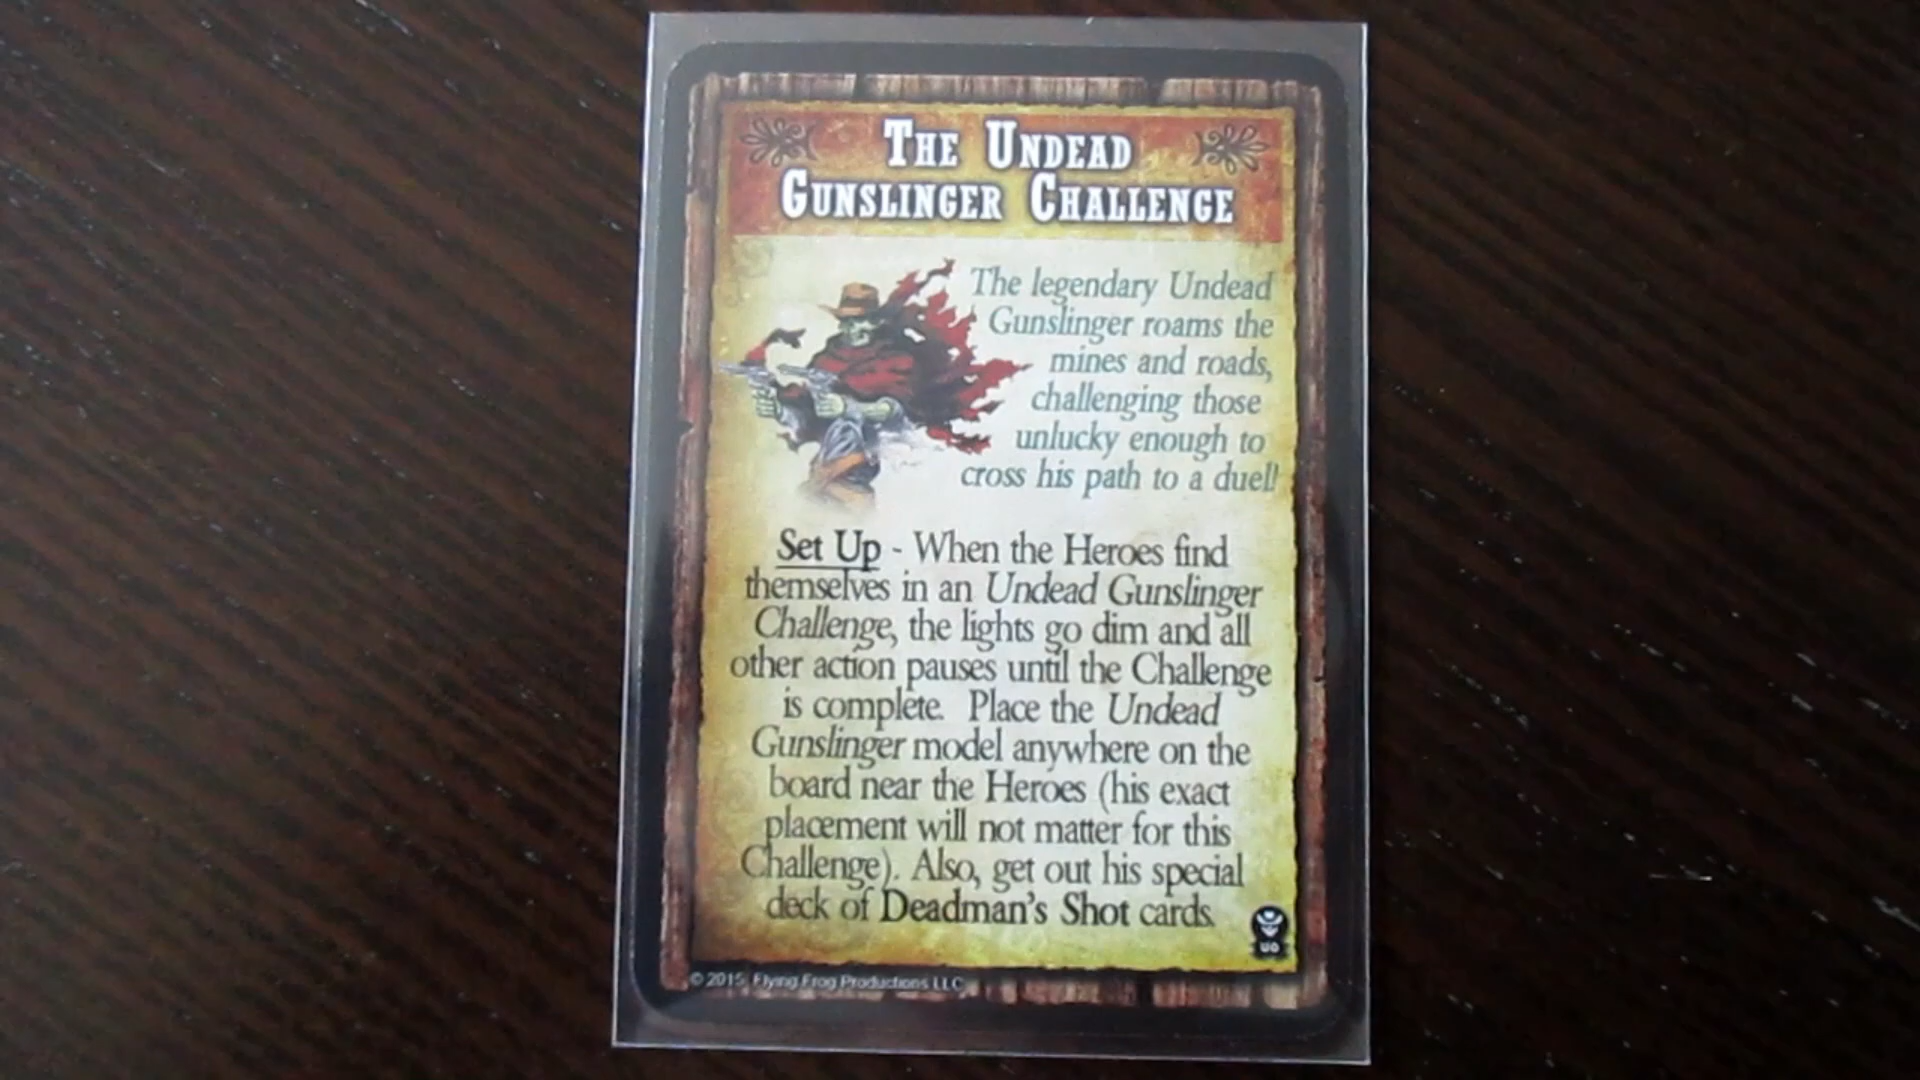 THE UNDEAD
GUNSLINGER CHALLENGE
The legendary Undead
Gunslinger roams the
mines and roads,
challenging those
unlucky enough to
cross his path to a duel!
Set Up - When the Heroes find
themselves in an Undead Gunslinger
Challenge, the lights go dim and all
other action pauses until the Challenge
is complete. Place the Undead
Gunslinger model anywhere on the
board near the Heroes (his exact
placement will not matter for this
Challenge). Also, get out his special
deck of Deadman's Shot cards.
UG
© 2015 Flying Frog Productions LLC